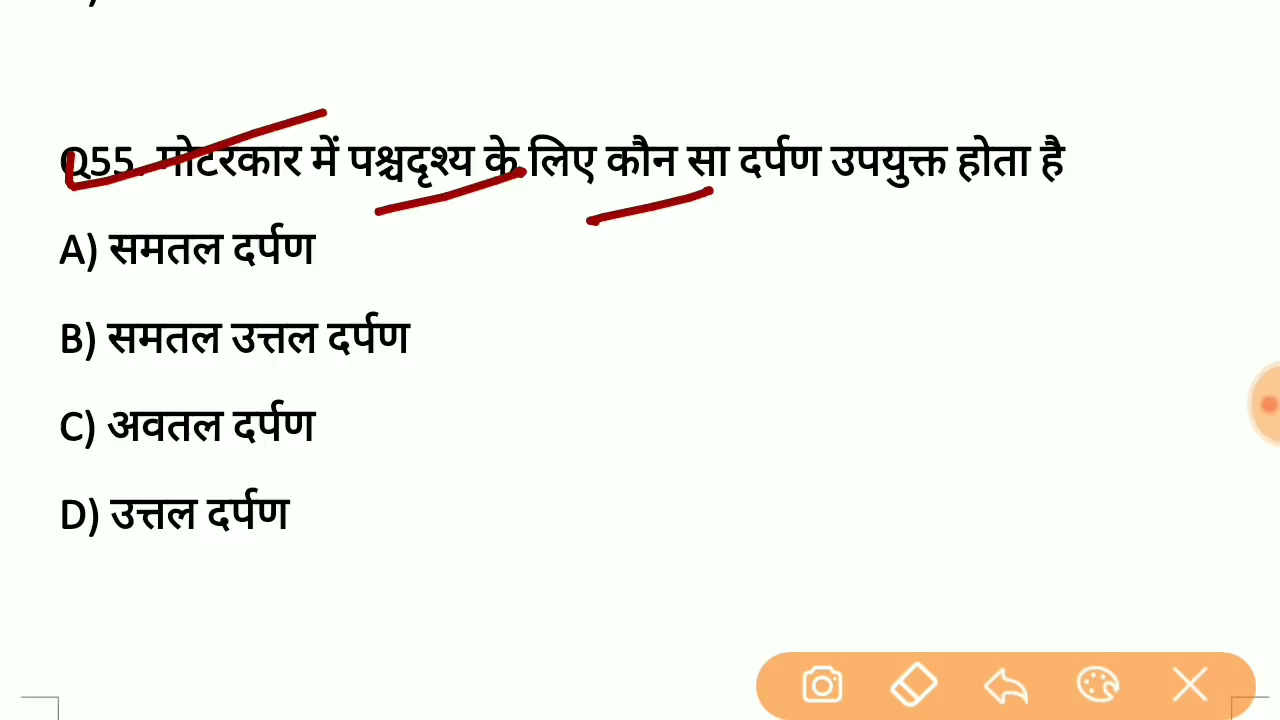 Q55. मोटरकार में पश्चदृश्य के लिए कौन सा दर्पण उपयुक्त होता है
A) समतल दर्पण
B) समतल उत्तल दर्पण
C) अवतल दर्पण
D) उत्तल दर्पण